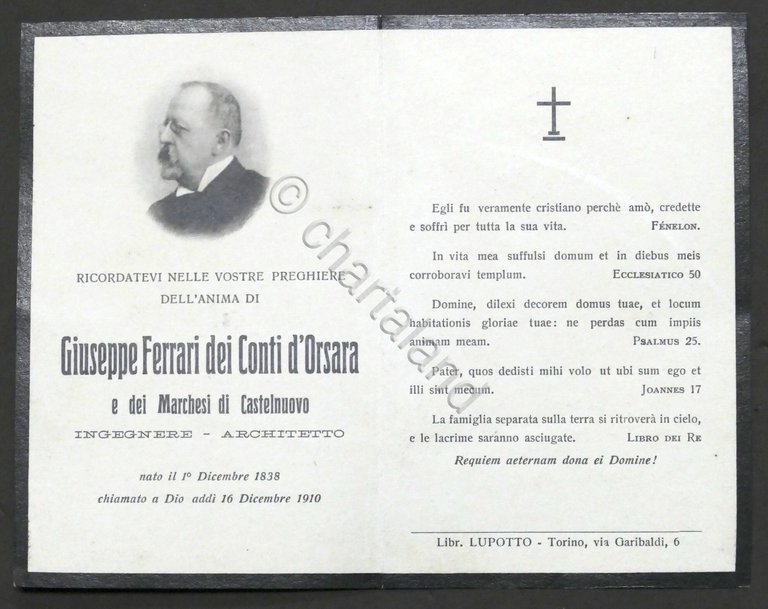 RICORDATEVI NELLE VOSTRE PREGHIERE
DELL'ANIMA DI
Giuseppe Ferrari dei Conti d'Orsara
e dei Marchesi di Castelnuovo
INGEGNERE - ARCHITETTO
nato il 1º Dicembre 1838
chiamato a Dio addì 16 Dicembre 1910
Egli fu veramente cristiano perchè amò, credette
e soffrì per tutta la sua vita. FÉNELON.
In vita mea suffulsi domum et in diebus meis
corroboravi templum. ECCLESIATICO 50
Domine, dilexi decorem domus tuae, et locum
habitationis gloriae tuae: ne perdas cum impiis
animam meam. PSALMUS 25.
Pater, quos dedisti mihi volo ut ubi sum ego et
illi sint mecum. JOANNES 17
La famiglia separata sulla terra si ritroverà in cielo,
e le lacrime saranno asciugate. LIBRO DEI RE
Requiem aeternam dona ei Domine!
Libr. LUPOTTO - Torino, via Garibaldi, 6
© chartaland